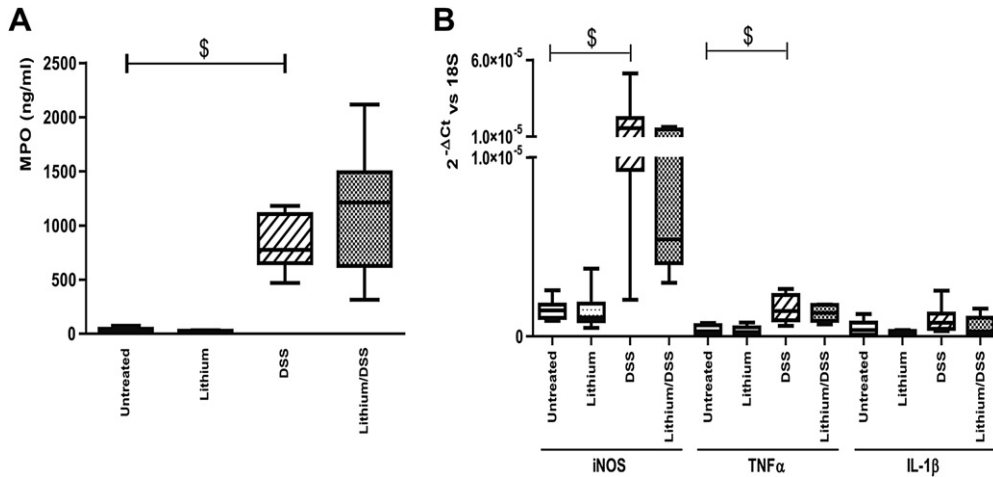 A
$
MPO (ng/ml)
2500
2000
1500
1000
500
0
Untreated
Lithium
DSS
Lithium/DSS
B
$
$
2-ΔCt vs 18S
6.0×10-5
1.0×10-5
1.0×10-5
0
Untreated
Lithium
DSS
Lithium/DSS
Untreated
Lithium
DSS
Lithium/DSS
Untreated
Lithium
DSS
Lithium/DSS
iNOS
TNFα
IL-1β